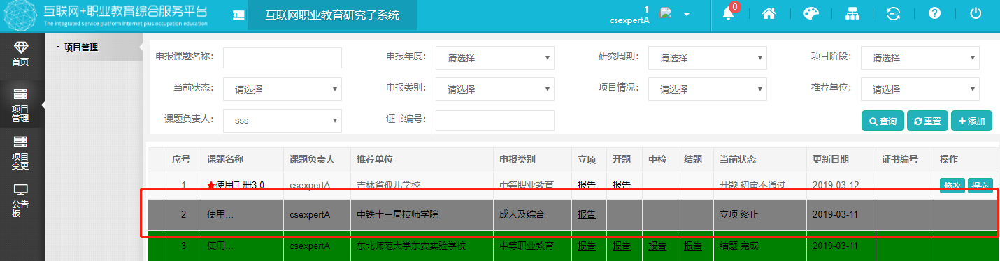 互联网+职业教育综合服务平台
The integrated service platform Internet plus occupation education
互联网职业教育研究子系统
1
csexpertA
0
首页
项目
管理
项目
变更
公告
板
· 项目管理
申报课题名称： 申报年度： 请选择 研究周期： 请选择 项目阶段： 请选择
当前状态： 请选择 申报类别： 请选择 项目情况： 请选择 推荐单位： 请选择
课题负责人： sss 证书编号： 查询 重置 添加
序号 课题名称 课题负责人 推荐单位 申报类别 立项 开题 中检 结题 当前状态 更新日期 证书编号 操作
1 ★使用手册3.0 csexpertA 吉林省孤儿学校 中等职业教育 报告 报告 开题 初审不通过 2019-03-12 修改 提交
2 使用... csexpertA 中铁十三局技师学院 成人及综合 报告 立项 终止 2019-03-11
3 使用... csexpertA 东北师范大学东安实验学校 中等职业教育 报告 报告 报告 报告 结题 完成 2019-03-11